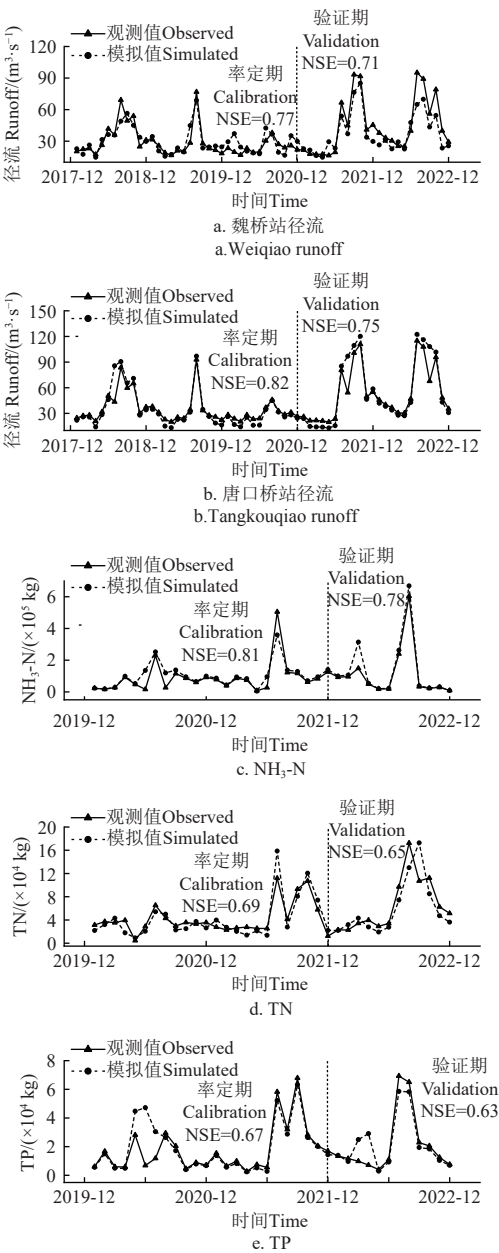 观测值Observed
模拟值Simulated
率定期
Calibration
NSE=0.77
验证期
Validation
NSE=0.71
径流 Runoff/(m³·s⁻¹)
120
90
60
30
2017-12 2018-12 2019-12 2020-12 2021-12 2022-12
时间Time
a. 魏桥站径流
a.Weiqiao runoff
观测值Observed
模拟值Simulated
率定期
Calibration
NSE=0.82
验证期
Validation
NSE=0.75
径流 Runoff/(m³·s⁻¹)
150
120
90
60
30
2017-12 2018-12 2019-12 2020-12 2021-12 2022-12
时间Time
b. 唐口桥站径流
b.Tangkouqiao runoff
观测值Observed
模拟值Simulated
率定期
Calibration
NSE=0.81
验证期
Validation
NSE=0.78
NH₃-N/(×10⁵ kg)
6
4
2
0
2019-12 2020-12 2021-12 2022-12
时间Time
c. NH₃-N
观测值Observed
模拟值Simulated
率定期
Calibration
NSE=0.69
验证期
Validation
NSE=0.65
TN/(×10⁴ kg)
20
16
12
8
4
0
2019-12 2020-12 2021-12 2022-12
时间Time
d. TN
观测值Observed
模拟值Simulated
率定期
Calibration
NSE=0.67
验证期
Validation
NSE=0.63
TP/(×10⁴ kg)
8
6
4
2
0
2019-12 2020-12 2021-12 2022-12
时间Time
e. TP